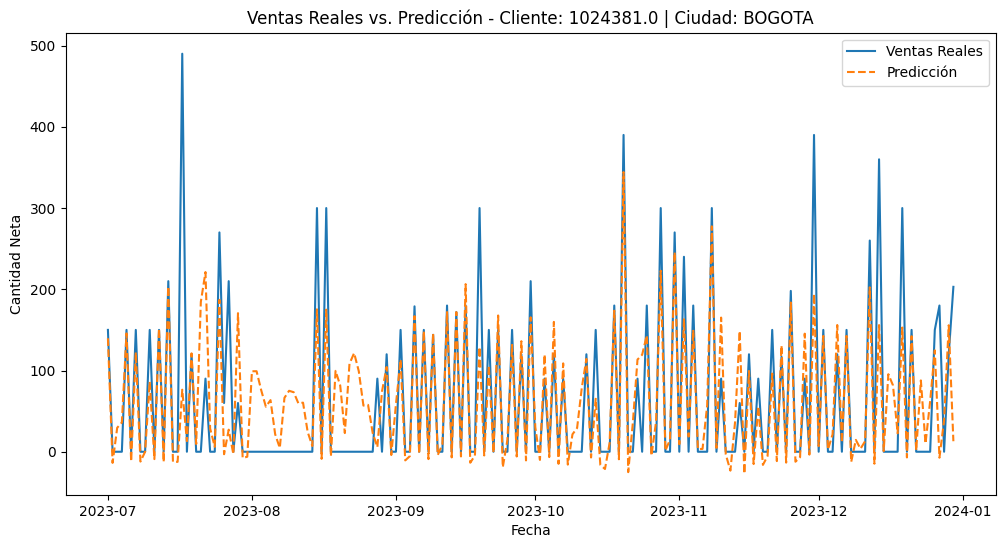 Ventas Reales vs. Predicción - Cliente: 1024381.0 | Ciudad: BOGOTA
Ventas Reales
Predicción
Cantidad Neta
500
400
300
200
100
0
2023-07 2023-08 2023-09 2023-10 2023-11 2023-12 2024-01
Fecha